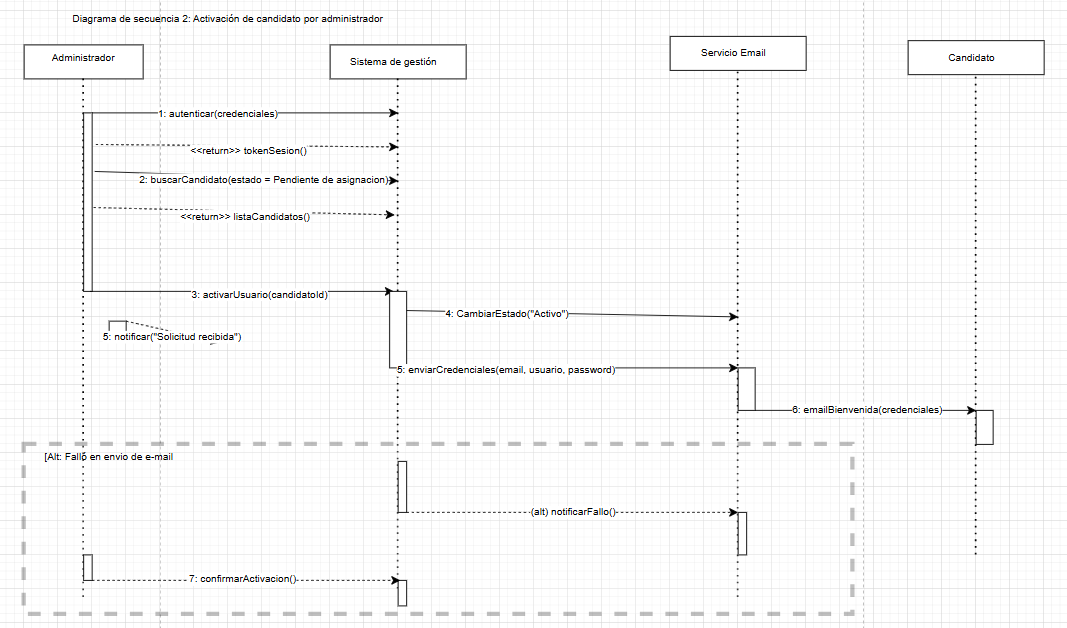 Diagrama de secuencia 2: Activación de candidato por administrador
Administrador
Sistema de gestión
Servicio Email
Candidato
1: autenticar(credenciales)
<<return>> tokenSesion()
2: buscarCandidato(estado = Pendiente de asignacion)
<<return>> listaCandidatos()
3: activarUsuario(candidatoId)
4: CambiarEstado("Activo")
5: notificar("Solicitud recibida")
5: enviarCredenciales(email, usuario, password)
6: emailBienvenida(credenciales)
[Alt: Falló en envio de e-mail
(alt) notificarFallo()
7: confirmarActivacion()